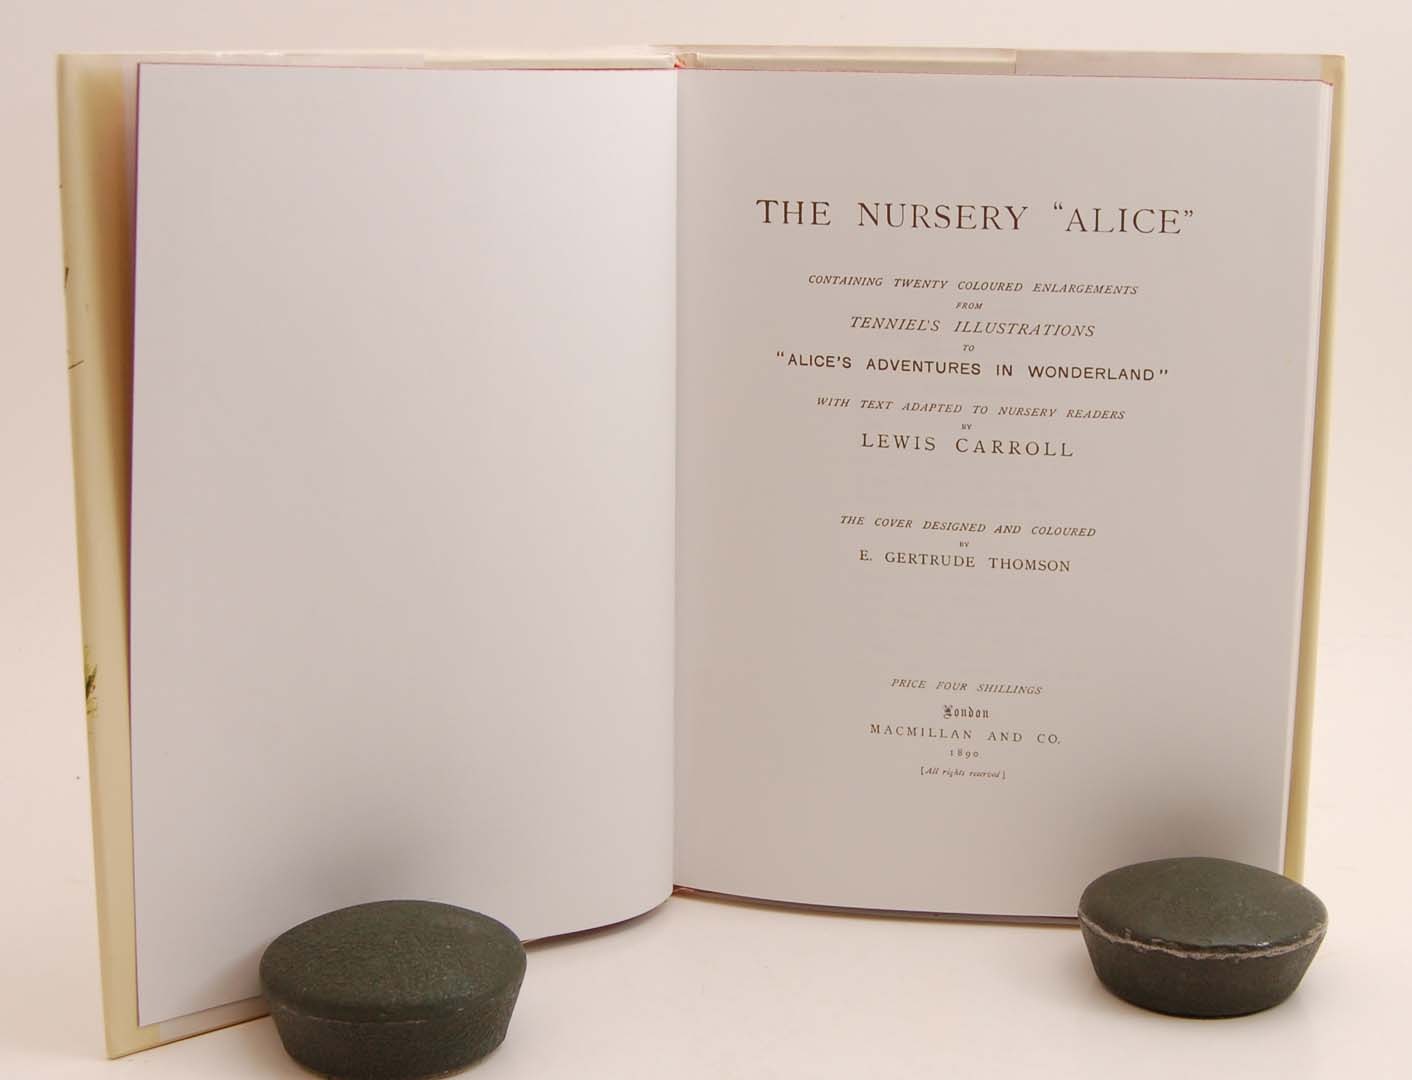 THE NURSERY “ALICE”
CONTAINING TWENTY COLOURED ENLARGEMENTS
FROM
TENNIEL'S ILLUSTRATIONS
TO
"ALICE'S ADVENTURES IN WONDERLAND"
WITH TEXT ADAPTED TO NURSERY READERS
BY
LEWIS CARROLL
THE COVER DESIGNED AND COLOURED
BY
E. GERTRUDE THOMSON
PRICE FOUR SHILLINGS
London
MACMILLAN AND CO.
1890
[All rights reserved]